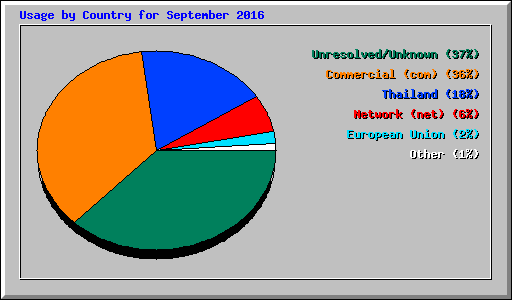 Usage by Country for September 2016
Unresolved/Unknown (37%)
Commercial (com) (36%)
Thailand (18%)
Network (net) (6%)
European Union (2%)
Other (1%)